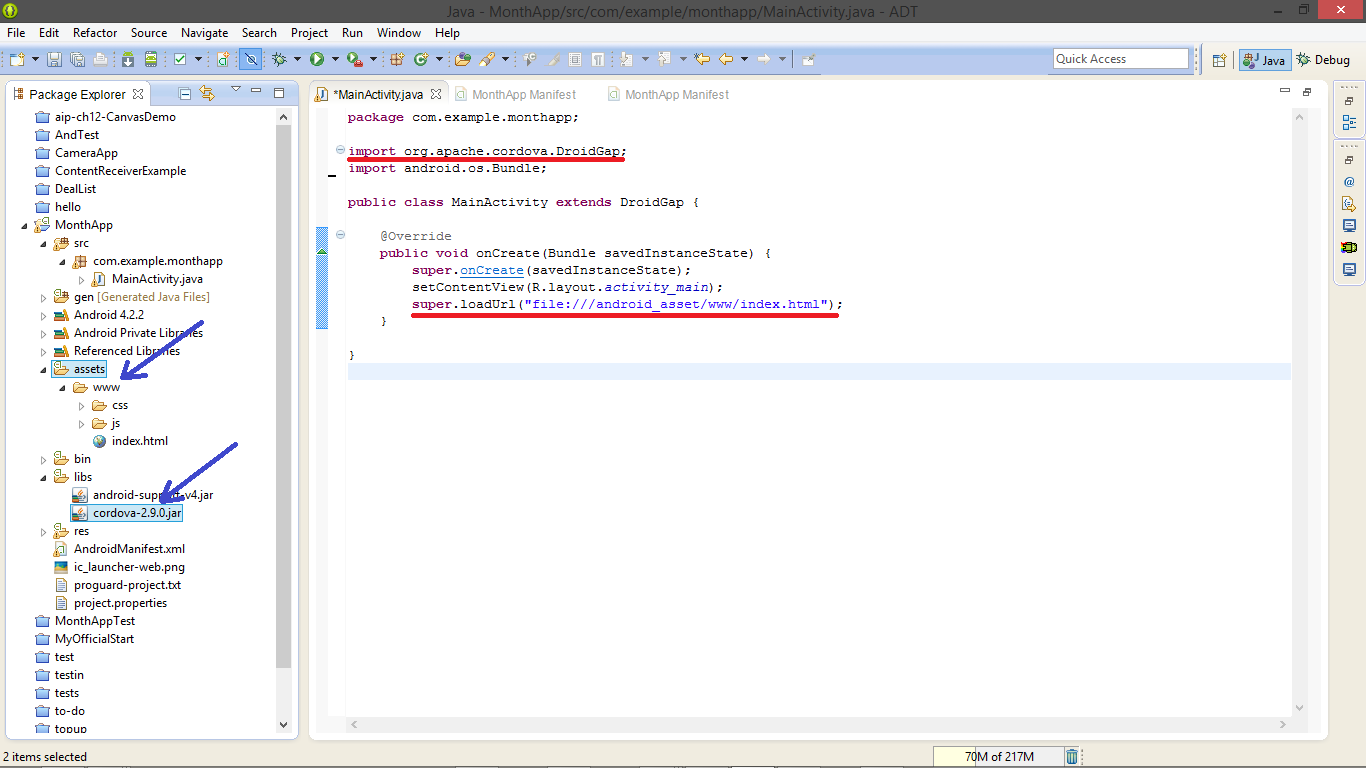 Java - MonthApp/src/com/example/monthapp/MainActivity.java - ADT
File Edit Refactor Source Navigate Search Project Run Window Help
Quick Access
Java
Debug
Package Explorer
aip-ch12-CanvasDemo
AndTest
CameraApp
ContentReceiverExample
DealList
hello
MonthApp
src
com.example.monthapp
MainActivity.java
gen [Generated Java Files]
Android 4.2.2
Android Private Libraries
Referenced Libraries
assets
www
css
js
index.html
bin
libs
android-support-v4.jar
cordova-2.9.0.jar
res
AndroidManifest.xml
ic_launcher-web.png
proguard-project.txt
project.properties
MonthAppTest
MyOfficialStart
test
testin
tests
to-do
topup
*MainActivity.java
MonthApp Manifest
MonthApp Manifest
package com.example.monthapp;
import org.apache.cordova.DroidGap;
import android.os.Bundle;
public class MainActivity extends DroidGap {
@Override
public void onCreate(Bundle savedInstanceState) {
super.onCreate(savedInstanceState);
setContentView(R.layout.activity_main);
super.loadUrl("file:///android_asset/www/index.html");
}
}
2 items selected
70M of 217M